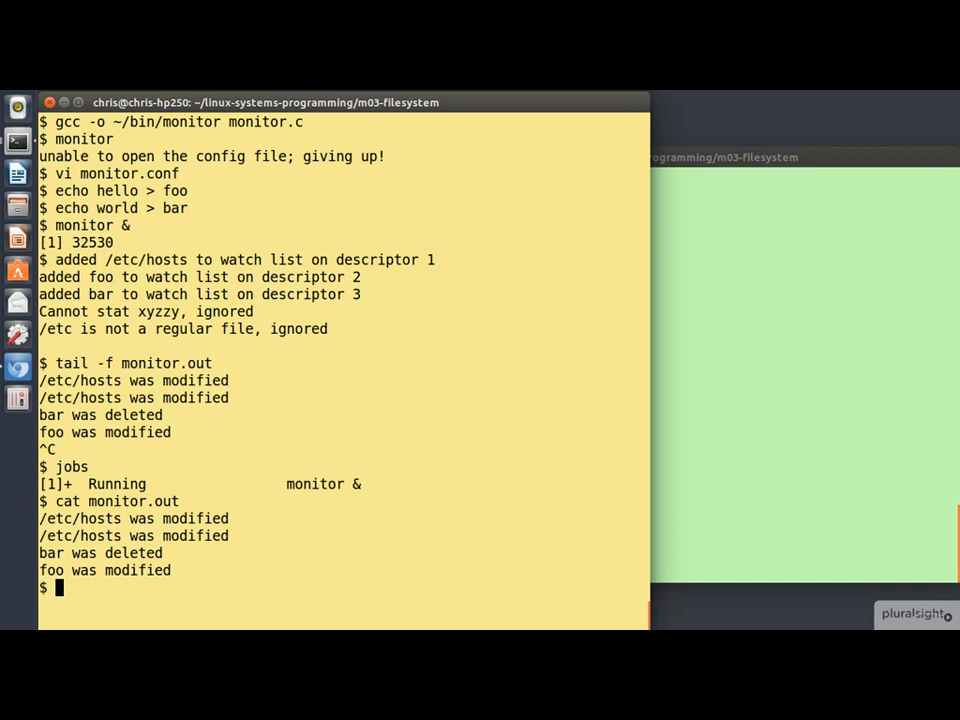 chris@chris-hp250: ~/linux-systems-programming/m03-filesystem
$ gcc -o ~/bin/monitor monitor.c
$ monitor
unable to open the config file; giving up!
$ vi monitor.conf
$ echo hello > foo
$ echo world > bar
$ monitor &
[1] 32530
$ added /etc/hosts to watch list on descriptor 1
added foo to watch list on descriptor 2
added bar to watch list on descriptor 3
Cannot stat xyzzy, ignored
/etc is not a regular file, ignored
$ tail -f monitor.out
/etc/hosts was modified
/etc/hosts was modified
bar was deleted
foo was modified
^C
$ jobs
[1]+  Running                 monitor &
$ cat monitor.out
/etc/hosts was modified
/etc/hosts was modified
bar was deleted
foo was modified
$
ogramming/m03-filesystem
pluralsight